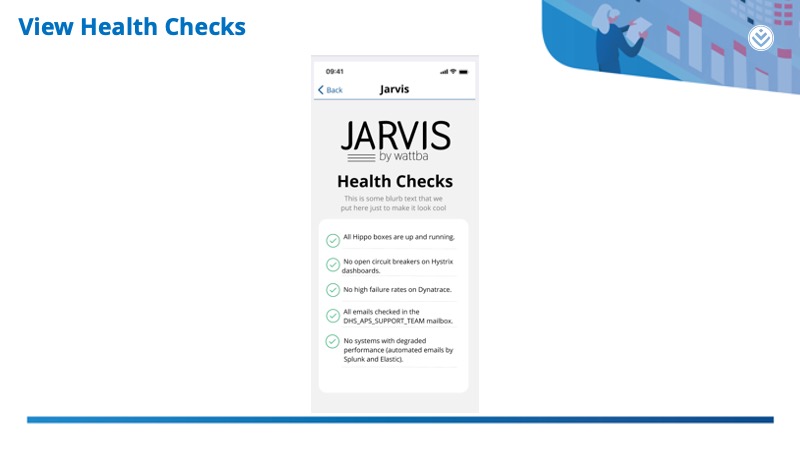 View Health Checks
09:41
Back
Jarvis
JARVIS
by wattba
Health Checks
This is some blurb text that we
put here just to make it look cool
All Hippo boxes are up and running.
No open circuit breakers on Hystrix
dashboards.
No high failure rates on Dynatrace.
All emails checked in the
DHS_APS_SUPPORT_TEAM mailbox.
No systems with degraded
performance (automated emails by
Splunk and Elastic).